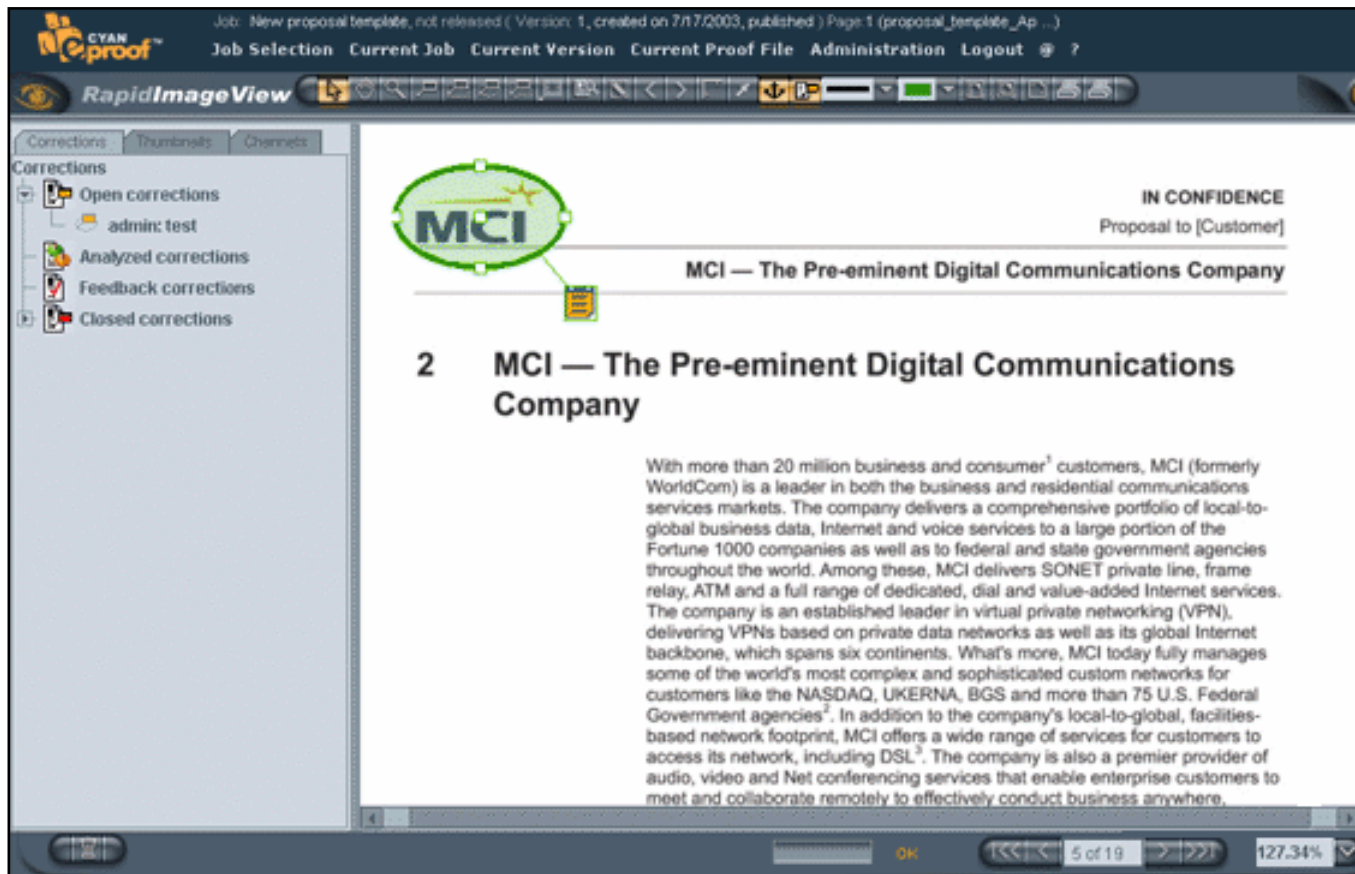 CYAN
eproof™
Job: New proposal template, not released ( Version: 1, created on 7/17/2003, published ) Page:1 (proposal_template_Ap ...)
Job Selection Current Job Current Version Current Proof File Administration Logout @ ?
RapidImageView
Corrections Thumbnails Channels
Corrections
Open corrections
admin: test
Analyzed corrections
Feedback corrections
Closed corrections
MCI
IN CONFIDENCE
Proposal to [Customer]
MCI — The Pre-eminent Digital Communications Company
2 MCI — The Pre-eminent Digital Communications
Company
With more than 20 million business and consumer¹ customers, MCI (formerly
WorldCom) is a leader in both the business and residential communications
services markets. The company delivers a comprehensive portfolio of local-to-
global business data, Internet and voice services to a large portion of the
Fortune 1000 companies as well as to federal and state government agencies
throughout the world. Among these, MCI delivers SONET private line, frame
relay, ATM and a full range of dedicated, dial and value-added Internet services.
The company is an established leader in virtual private networking (VPN),
delivering VPNs based on private data networks as well as its global Internet
backbone, which spans six continents. What's more, MCI today fully manages
some of the world's most complex and sophisticated custom networks for
customers like the NASDAQ, UKERNA, BGS and more than 75 U.S. Federal
Government agencies². In addition to the company's local-to-global, facilities-
based network footprint, MCI offers a wide range of services for customers to
access its network, including DSL³. The company is also a premier provider of
audio, video and Net conferencing services that enable enterprise customers to
meet and collaborate remotely to effectively conduct business anywhere,
OK
5 of 19
127.34%